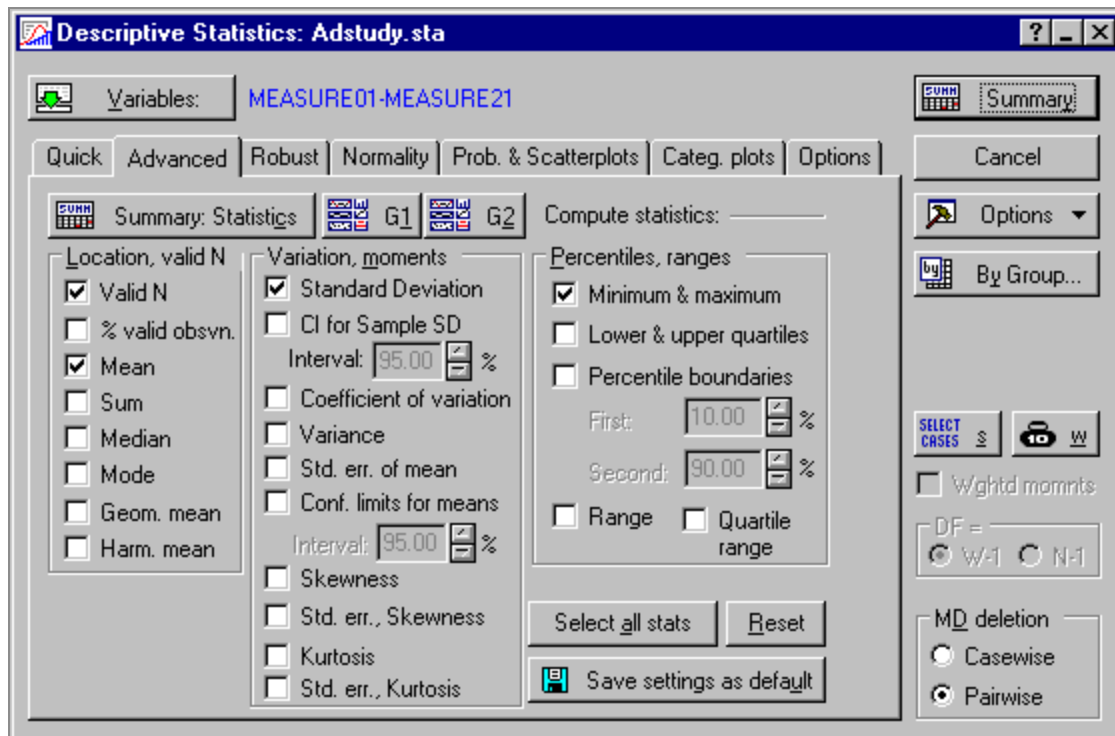 Descriptive Statistics: Adstudy.sta
Variables: MEASURE01-MEASURE21
SUMM Summary
Quick Advanced Robust Normality Prob. & Scatterplots Categ. plots Options
Cancel
SUMM Summary: Statistics G1 G2 Compute statistics:
Options
Location, valid N
Valid N
% valid obsvn.
Mean
Sum
Median
Mode
Geom. mean
Harm. mean
Variation, moments
Standard Deviation
CI for Sample SD
Interval: 95.00 %
Coefficient of variation
Variance
Std. err. of mean
Conf. limits for means
Interval: 95.00 %
Skewness
Std. err., Skewness
Kurtosis
Std. err., Kurtosis
Percentiles, ranges
Minimum & maximum
Lower & upper quartiles
Percentile boundaries
First: 10.00 %
Second: 90.00 %
Range Quartile
range
Select all stats Reset
Save settings as default
by By Group...
SELECT
CASES S 10 W
Wghtd momnts
DF =
W-1 N-1
MD deletion
Casewise
Pairwise